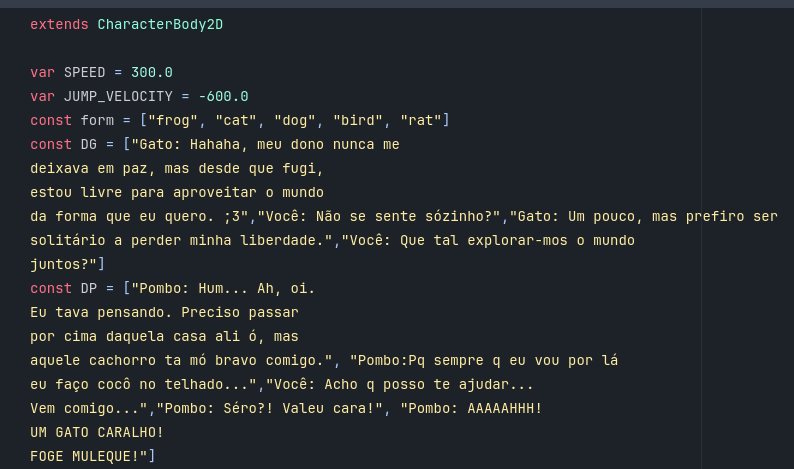 extends CharacterBody2D
var SPEED = 300.0
var JUMP_VELOCITY = -600.0
const form = ["frog", "cat", "dog", "bird", "rat"]
const DG = ["Gato: Hahaha, meu dono nunca me
deixava em paz, mas desde que fugi,
estou livre para aproveitar o mundo
da forma que eu quero. ;3","Você: Não se sente sózinho?","Gato: Um pouco, mas prefiro ser
solitário a perder minha liberdade.","Você: Que tal explorar-mos o mundo
juntos?"]
const DP = ["Pombo: Hum... Ah, oi.
Eu tava pensando. Preciso passar
por cima daquela casa ali ó, mas
aquele cachorro ta mó bravo comigo.", "Pombo:Pq sempre q eu vou por lá
eu faço cocô no telhado...","Você: Acho q posso te ajudar...
Vem comigo...","Pombo: Séro?! Valeu cara!", "Pombo: AAAAAHHH!
UM GATO CARALHO!
FOGE MULEQUE!"]